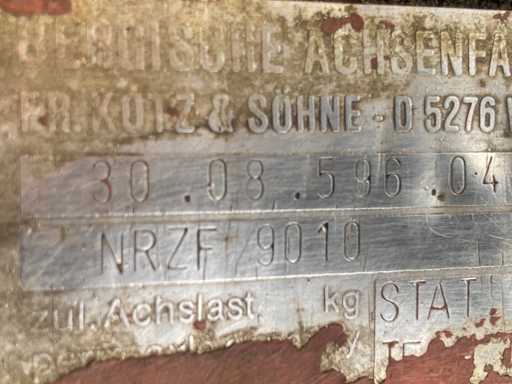 BERGISCHE ACHSENFA
FR. KOTZ & SÖHNE - D 5276 W
30.08.596.04
NRZF 9010
zul. Achslast kg STAT